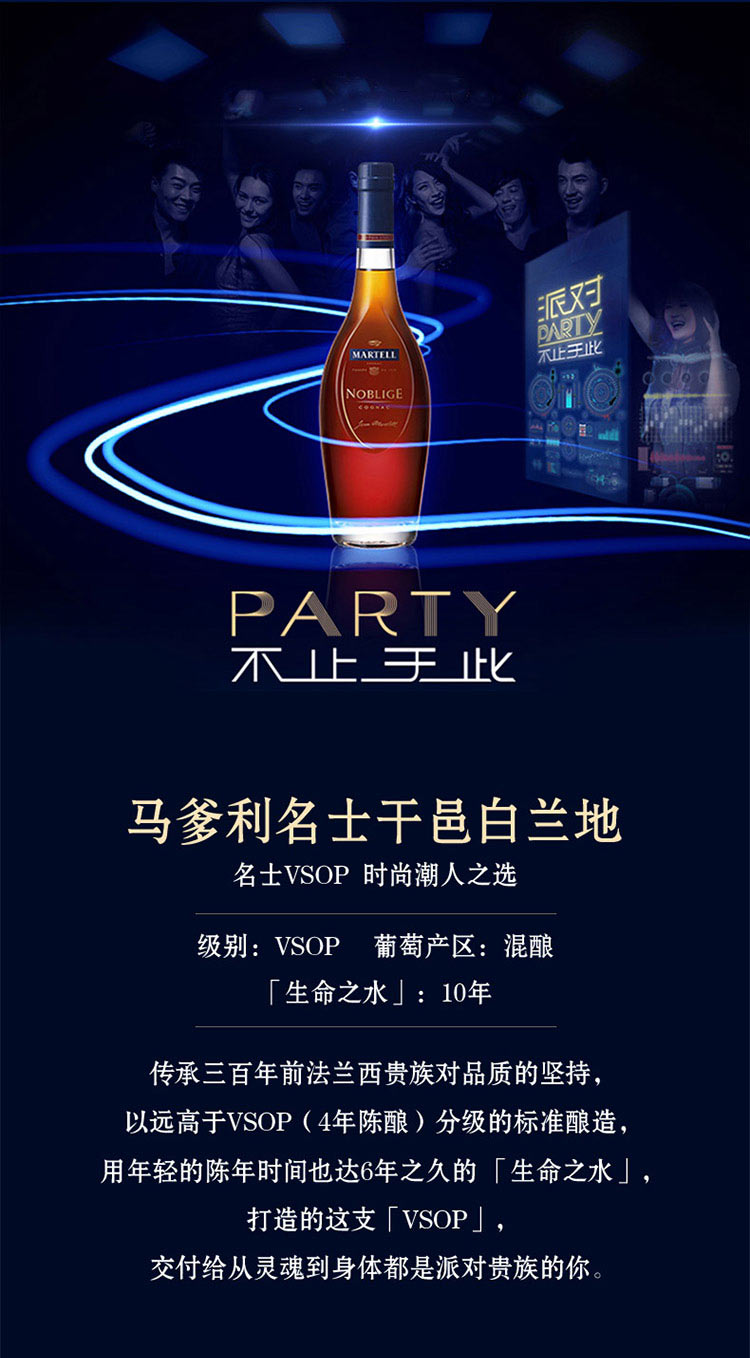 MARTELL
NOBLIGE
COGNAC
派对
PARTY
不止于此
PARTY
不止于此
马爹利名士干邑白兰地
名士VSOP 时尚潮人之选
级别：VSOP 葡萄产区：混酿
「生命之水」：10年
传承三百年前法兰西贵族对品质的坚持，
以远高于VSOP（4年陈酿）分级的标准酿造，
用年轻的陈年时间也达6年之久的「生命之水」，
打造的这支「VSOP」，
交付给从灵魂到身体都是派对贵族的你。